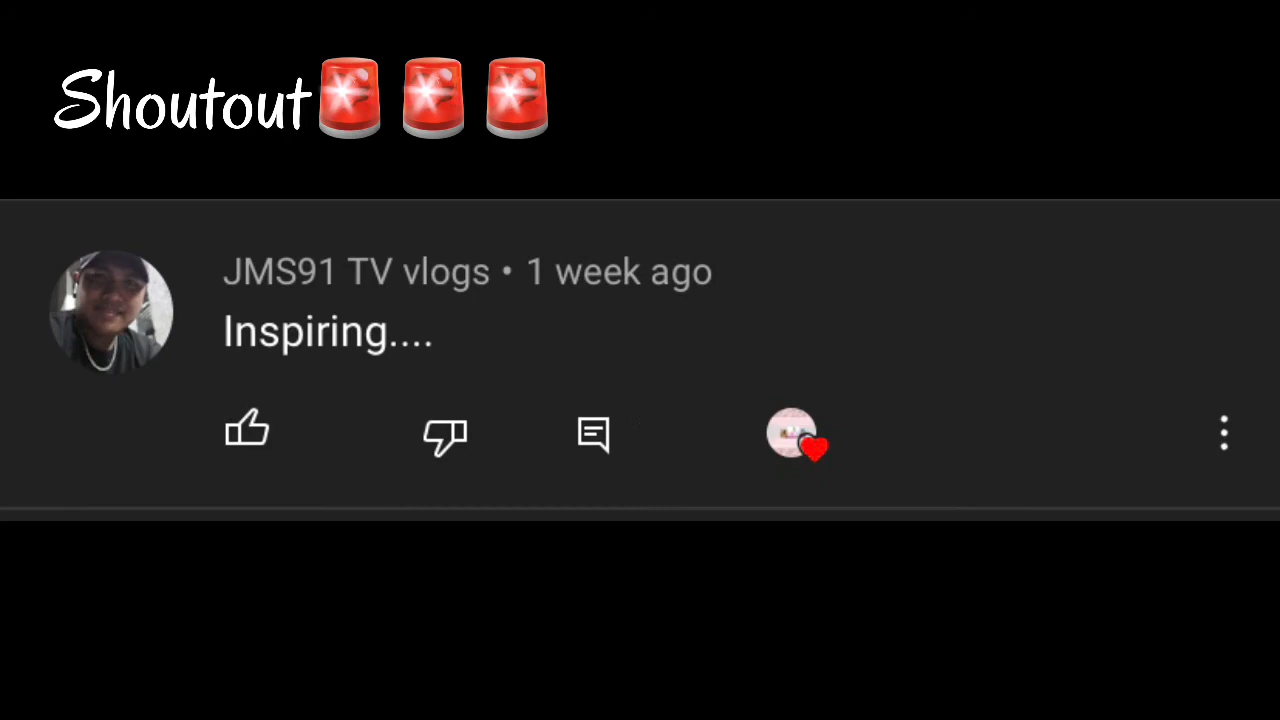 Shoutout🚨🚨🚨
JMS91 TV vlogs • 1 week ago
Inspiring....